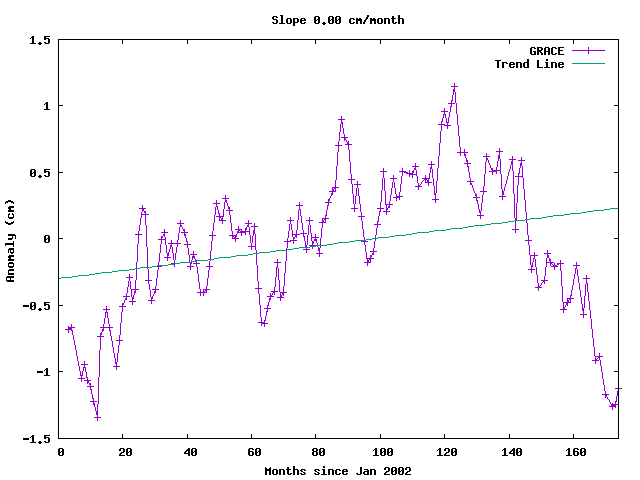 Slope 0.00 cm/month
GRACE
Trend Line
1.5
1
0.5
0
-0.5
-1
-1.5
Anomaly (cm)
0 20 40 60 80 100 120 140 160
Months since Jan 2002